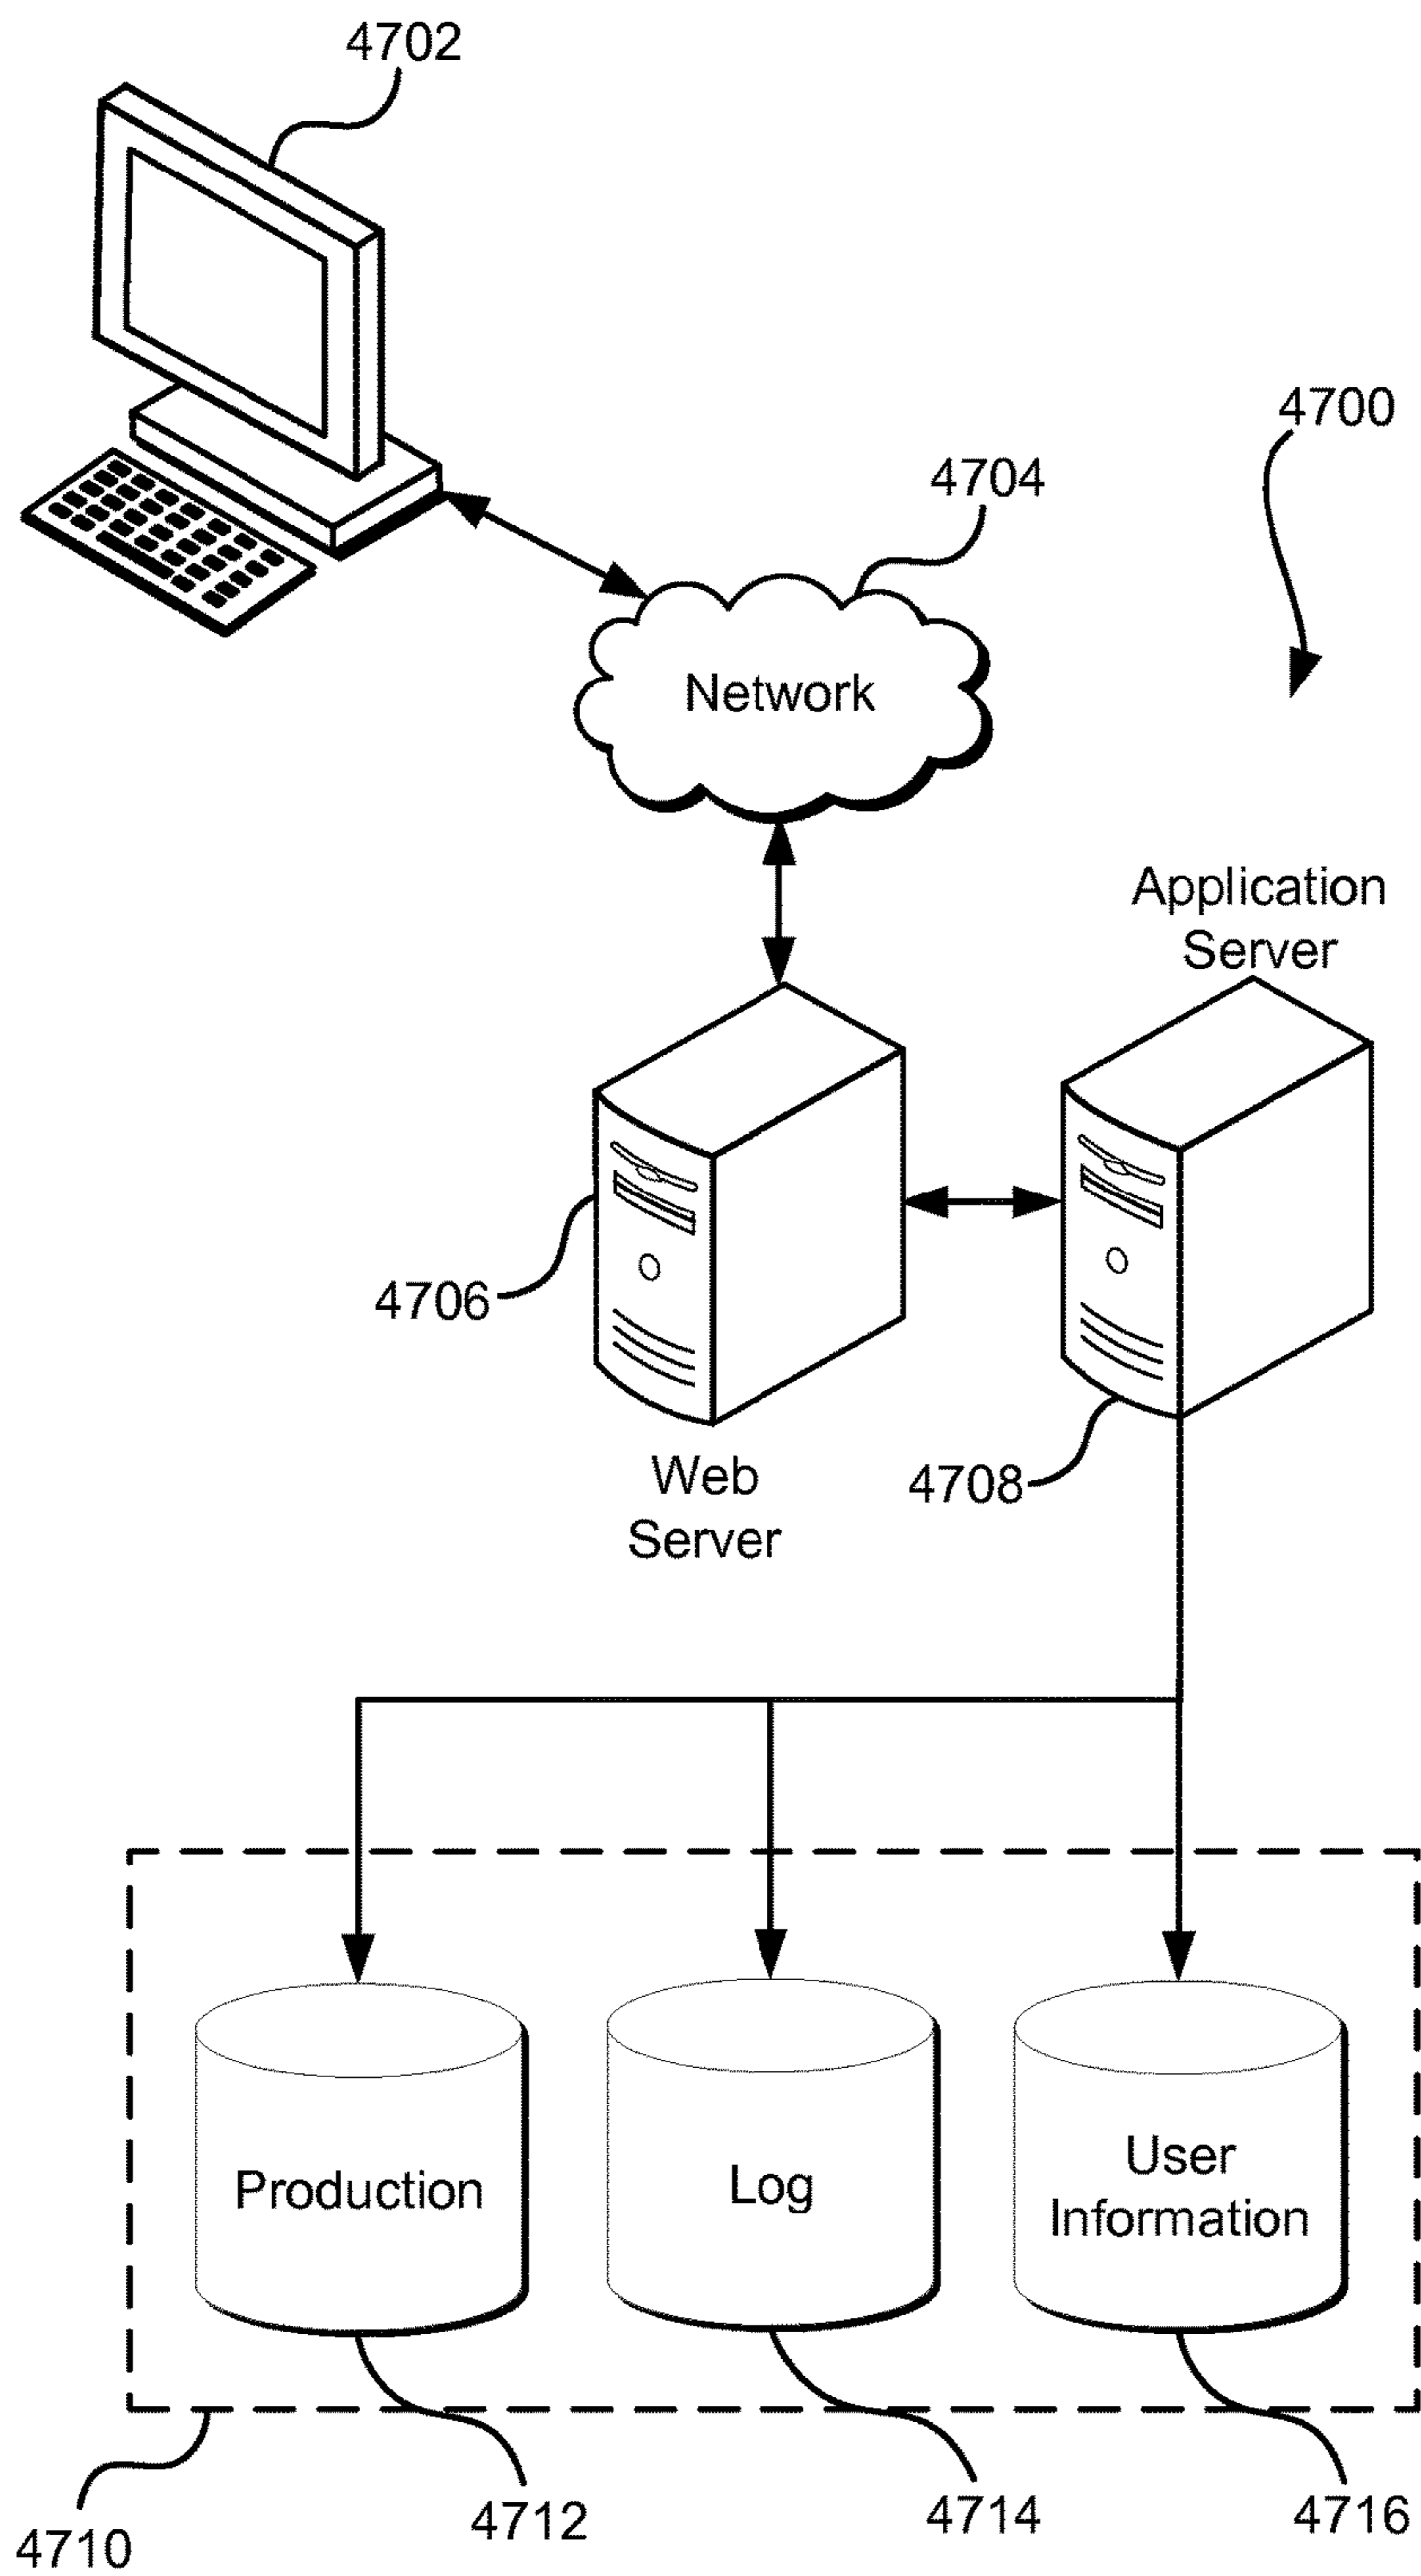 4702
4700
4704
Network
Application
Server
4706
4708
Web
Server
Production
Log
User
Information
4710
4712
4714
4716